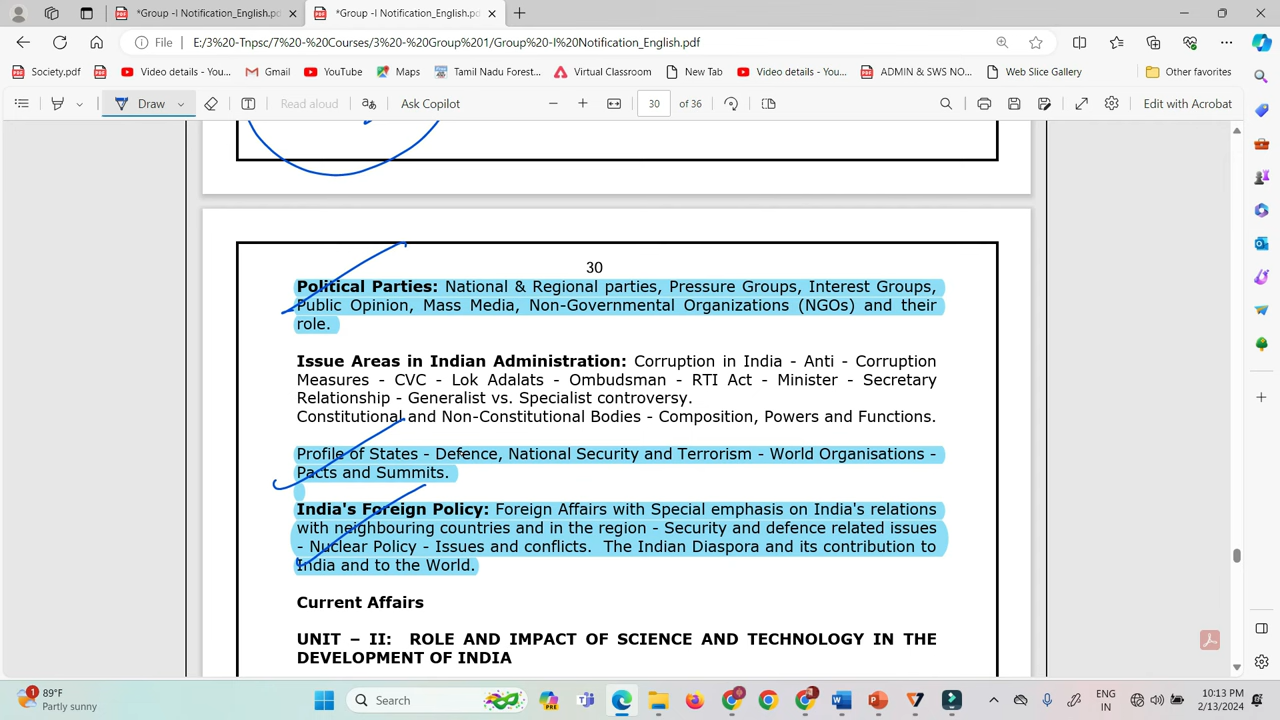 *Group -I Notification_English.pdf
*Group -I Notification_English.pdf
File E:/3%20-%20Tnpsc/7%20-%20Courses/3%20-%20Group%201/Group%20-I%20Notification_English.pdf
Society.pdf
Video details - You...
Gmail
YouTube
Maps
Tamil Nadu Forest...
Virtual Classroom
New Tab
Video details - You...
ADMIN & SWS NO...
Web Slice Gallery
Other favorites
Draw
Read aloud
Ask Copilot
30 of 36
Edit with Acrobat
30
Political Parties: National & Regional parties, Pressure Groups, Interest Groups,
Public Opinion, Mass Media, Non-Governmental Organizations (NGOs) and their
role.
Issue Areas in Indian Administration: Corruption in India - Anti - Corruption
Measures - CVC - Lok Adalats - Ombudsman - RTI Act - Minister - Secretary
Relationship - Generalist vs. Specialist controversy.
Constitutional and Non-Constitutional Bodies - Composition, Powers and Functions.
Profile of States - Defence, National Security and Terrorism - World Organisations -
Pacts and Summits.
India's Foreign Policy: Foreign Affairs with Special emphasis on India's relations
with neighbouring countries and in the region - Security and defence related issues
- Nuclear Policy - Issues and conflicts. The Indian Diaspora and its contribution to
India and to the World.
Current Affairs
UNIT – II: ROLE AND IMPACT OF SCIENCE AND TECHNOLOGY IN THE
DEVELOPMENT OF INDIA
1
89°F
Partly sunny
Search
PRE
ENG
IN
10:13 PM
2/13/2024